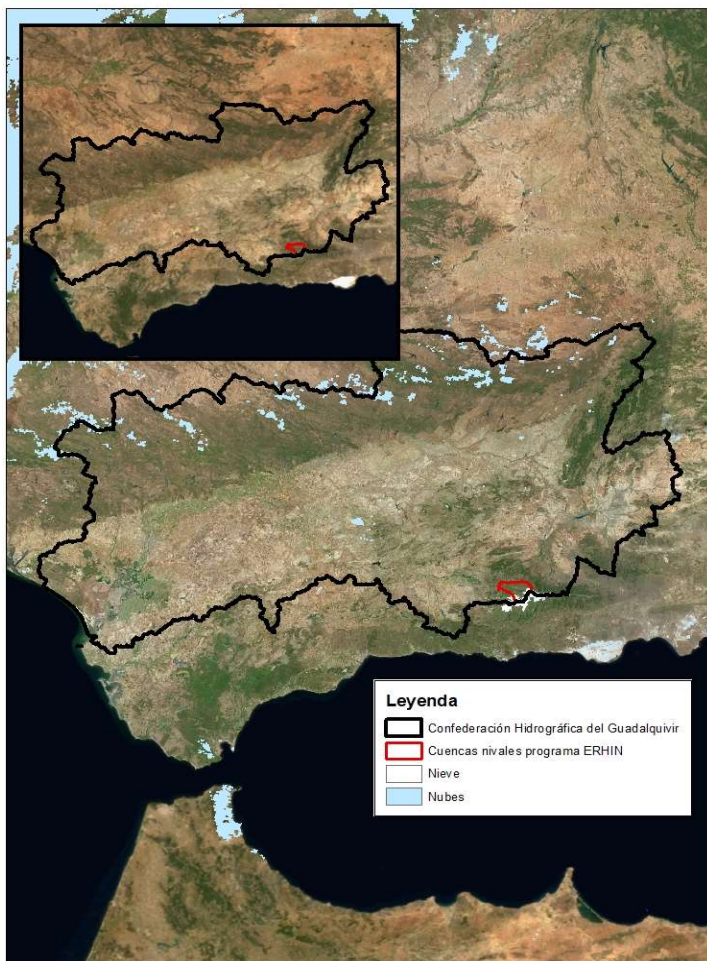 Leyenda
Confederación Hidrográfica del Guadalquivir
Cuencas nivales programa ERHIN
Nieve
Nubes